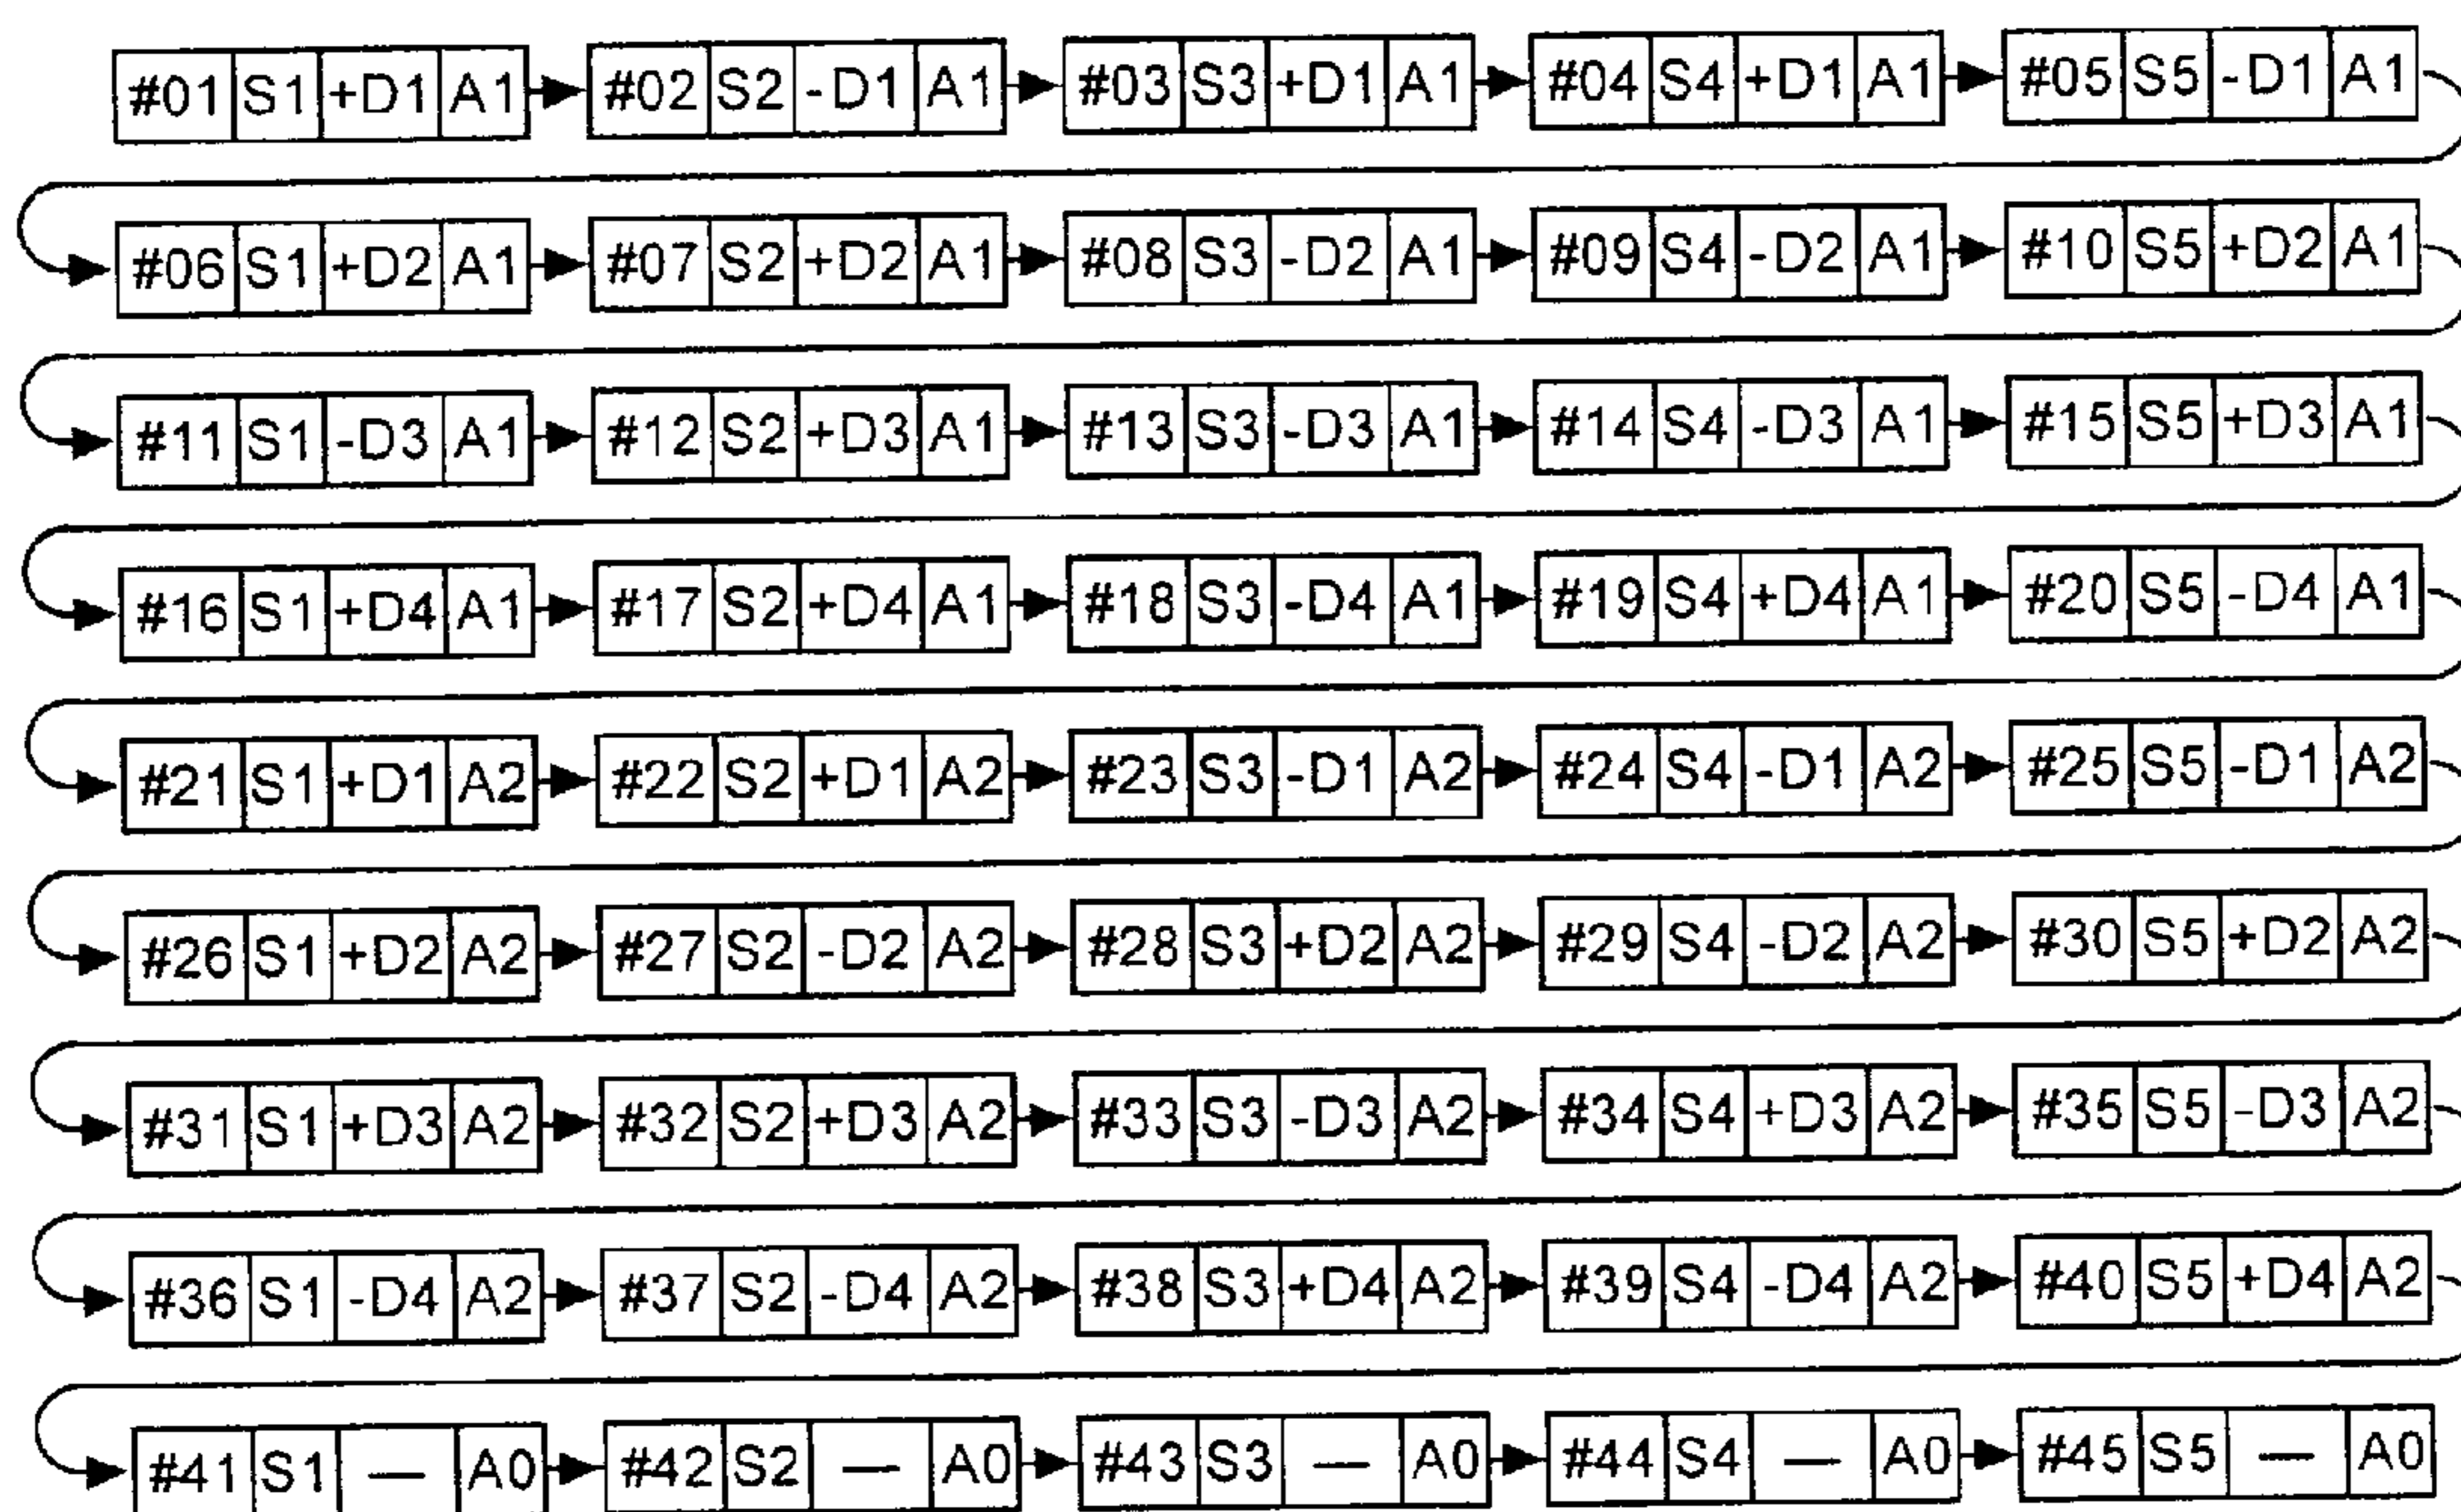 #01 S1 +D1 A1 #02 S2 -D1 A1 #03 S3 +D1 A1 #04 S4 +D1 A1 #05 S5 -D1 A1
#06 S1 +D2 A1 #07 S2 +D2 A1 #08 S3 -D2 A1 #09 S4 -D2 A1 #10 S5 +D2 A1
#11 S1 -D3 A1 #12 S2 +D3 A1 #13 S3 -D3 A1 #14 S4 -D3 A1 #15 S5 +D3 A1
#16 S1 +D4 A1 #17 S2 +D4 A1 #18 S3 -D4 A1 #19 S4 +D4 A1 #20 S5 -D4 A1
#21 S1 +D1 A2 #22 S2 +D1 A2 #23 S3 -D1 A2 #24 S4 -D1 A2 #25 S5 -D1 A2
#26 S1 +D2 A2 #27 S2 -D2 A2 #28 S3 +D2 A2 #29 S4 -D2 A2 #30 S5 +D2 A2
#31 S1 +D3 A2 #32 S2 +D3 A2 #33 S3 -D3 A2 #34 S4 +D3 A2 #35 S5 -D3 A2
#36 S1 -D4 A2 #37 S2 -D4 A2 #38 S3 +D4 A2 #39 S4 -D4 A2 #40 S5 +D4 A2
#41 S1 — A0 #42 S2 — A0 #43 S3 — A0 #44 S4 — A0 #45 S5 — A0